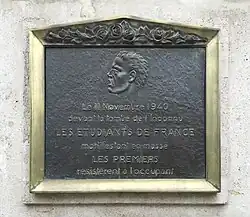 Le 11 Novembre 1940
devant la tombe de l'Inconnu
LES ETUDIANTS DE FRANCE
manifestant en masse
LES PREMIERS
résistèrent à l'occupant